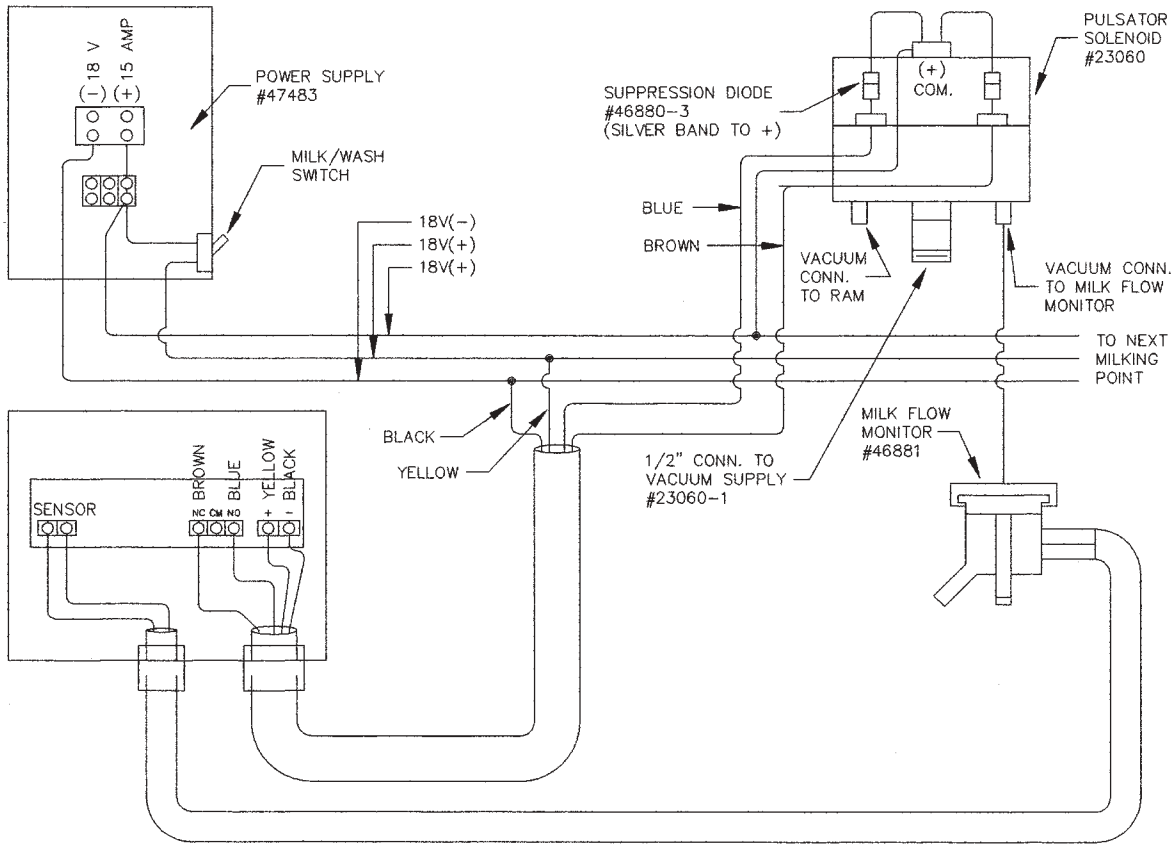 (-) 18 V
(+) 15 AMP
POWER SUPPLY
#47483
MILK/WASH
SWITCH
18V(-)
18V(+)
18V(+)
SUPPRESSION DIODE
#46880-3
(SILVER BAND TO +)
(+)
COM.
PULSATOR
SOLENOID
#23060
BLUE
BROWN
VACUUM
CONN.
TO RAM
VACUUM CONN.
TO MILK FLOW
MONITOR
TO NEXT
MILKING
POINT
BLACK
YELLOW
1/2" CONN. TO
VACUUM SUPPLY
#23060-1
MILK FLOW
MONITOR
#46881
SENSOR
BROWN
BLUE
YELLOW
BLACK
NC CM NO
+ -